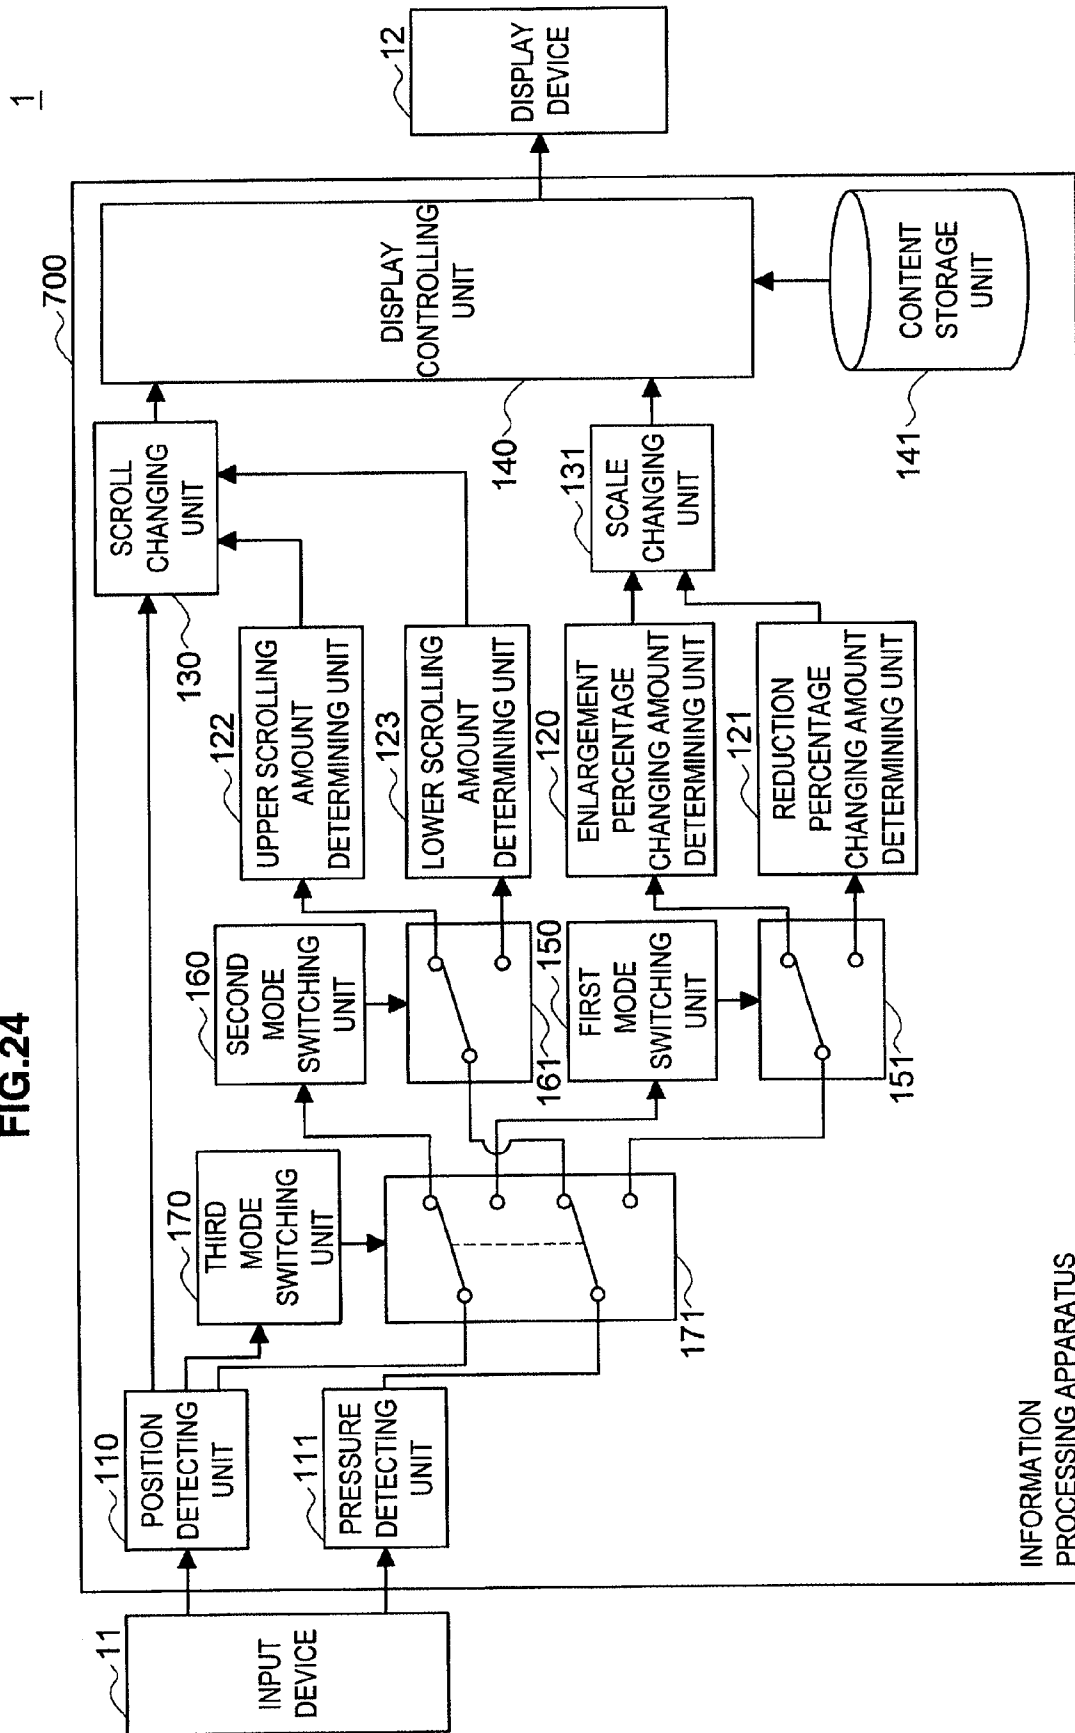 FIG.24
1
11
INPUT
DEVICE
110
POSITION
DETECTING
UNIT
111
PRESSURE
DETECTING
UNIT
170
THIRD
MODE
SWITCHING
UNIT
171
160
SECOND
MODE
SWITCHING
UNIT
161
150
FIRST
MODE
SWITCHING
UNIT
151
122
UPPER SCROLLING
AMOUNT
DETERMINING UNIT
123
LOWER SCROLLING
AMOUNT
DETERMINING UNIT
120
ENLARGEMENT
PERCENTAGE
CHANGING AMOUNT
DETERMINING UNIT
121
REDUCTION
PERCENTAGE
CHANGING AMOUNT
DETERMINING UNIT
SCROLL
CHANGING
UNIT
130
131
SCALE
CHANGING
UNIT
700
DISPLAY
CONTROLLING
UNIT
140
CONTENT
STORAGE
UNIT
141
12
DISPLAY
DEVICE
INFORMATION
PROCESSING APPARATUS